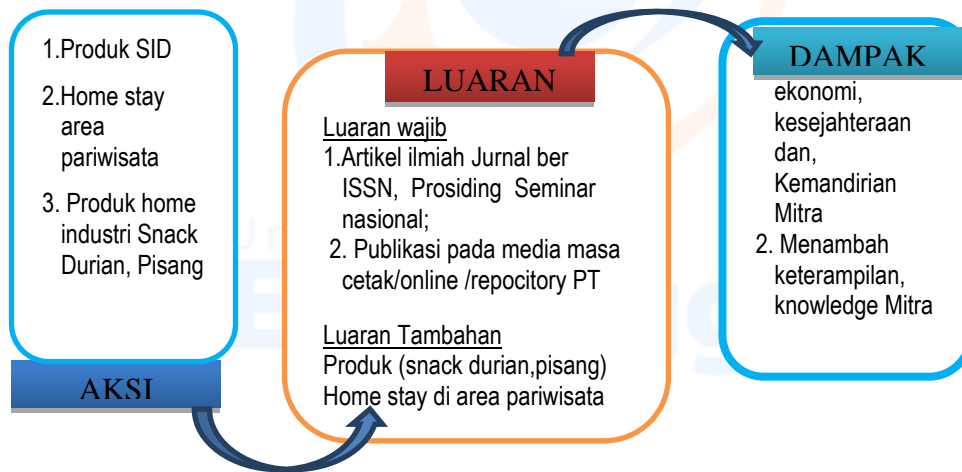 1.Produk SID
2.Home stay
area
pariwisata
3. Produk home
industri Snack
Durian, Pisang
AKSI
LUARAN
Luaran wajib
1.Artikel ilmiah Jurnal ber
ISSN, Prosiding Seminar
nasional;
2. Publikasi pada media masa
cetak/online /repocitory PT
Luaran Tambahan
Produk (snack durian,pisang)
Home stay di area pariwisata
DAMPAK
ekonomi,
kesejahteraan
dan,
Kemandirian
Mitra
2. Menambah
keterampilan,
knowledge Mitra